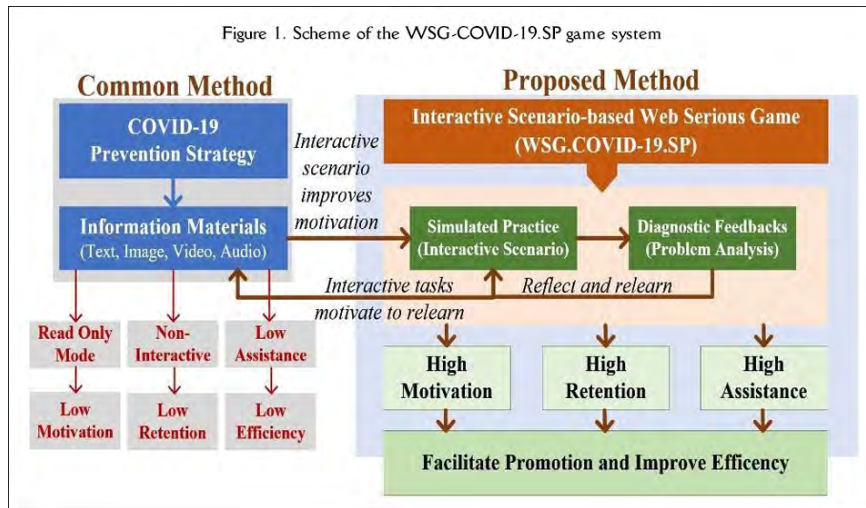 Figure 1. Scheme of the WSG-COVID-19.SP game system
Common Method
COVID-19
Prevention Strategy
Information Materials
(Text, Image, Video, Audio)
Read Only
Mode
Non-
Interactive
Low
Assistance
Low
Motivation
Low
Retention
Low
Efficiency
Interactive
scenario
improves
motivation
Interactive tasks
motivate to relearn
Proposed Method
Interactive Scenario-based Web Serious Game
(WSG.COVID-19.SP)
Simulated Practice
(Interactive Scenario)
Diagnostic Feedbacks
(Problem Analysis)
Reflect and relearn
High
Motivation
High
Retention
High
Assistance
Facilitate Promotion and Improve Efficency